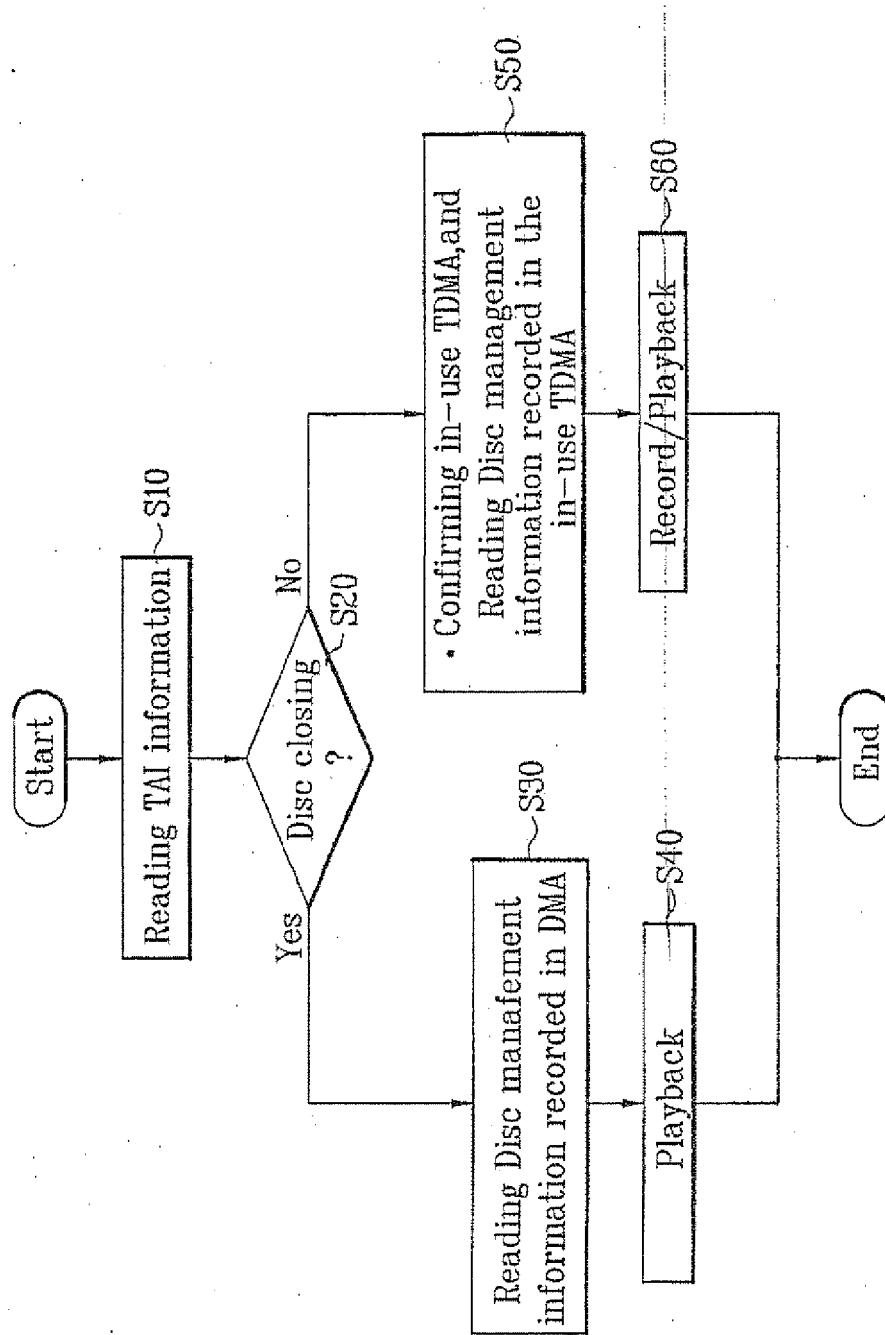 Start
Reading TAI information
S10
Disc closing
?
S20
Yes
No
Reading Disc manafement
information recorded in DMA
S30
Playback
S40
• Confirming in-use TDMA,and
Reading Disc management
information recorded in the
in-use TDMA
S50
Record/Playback
S60
End